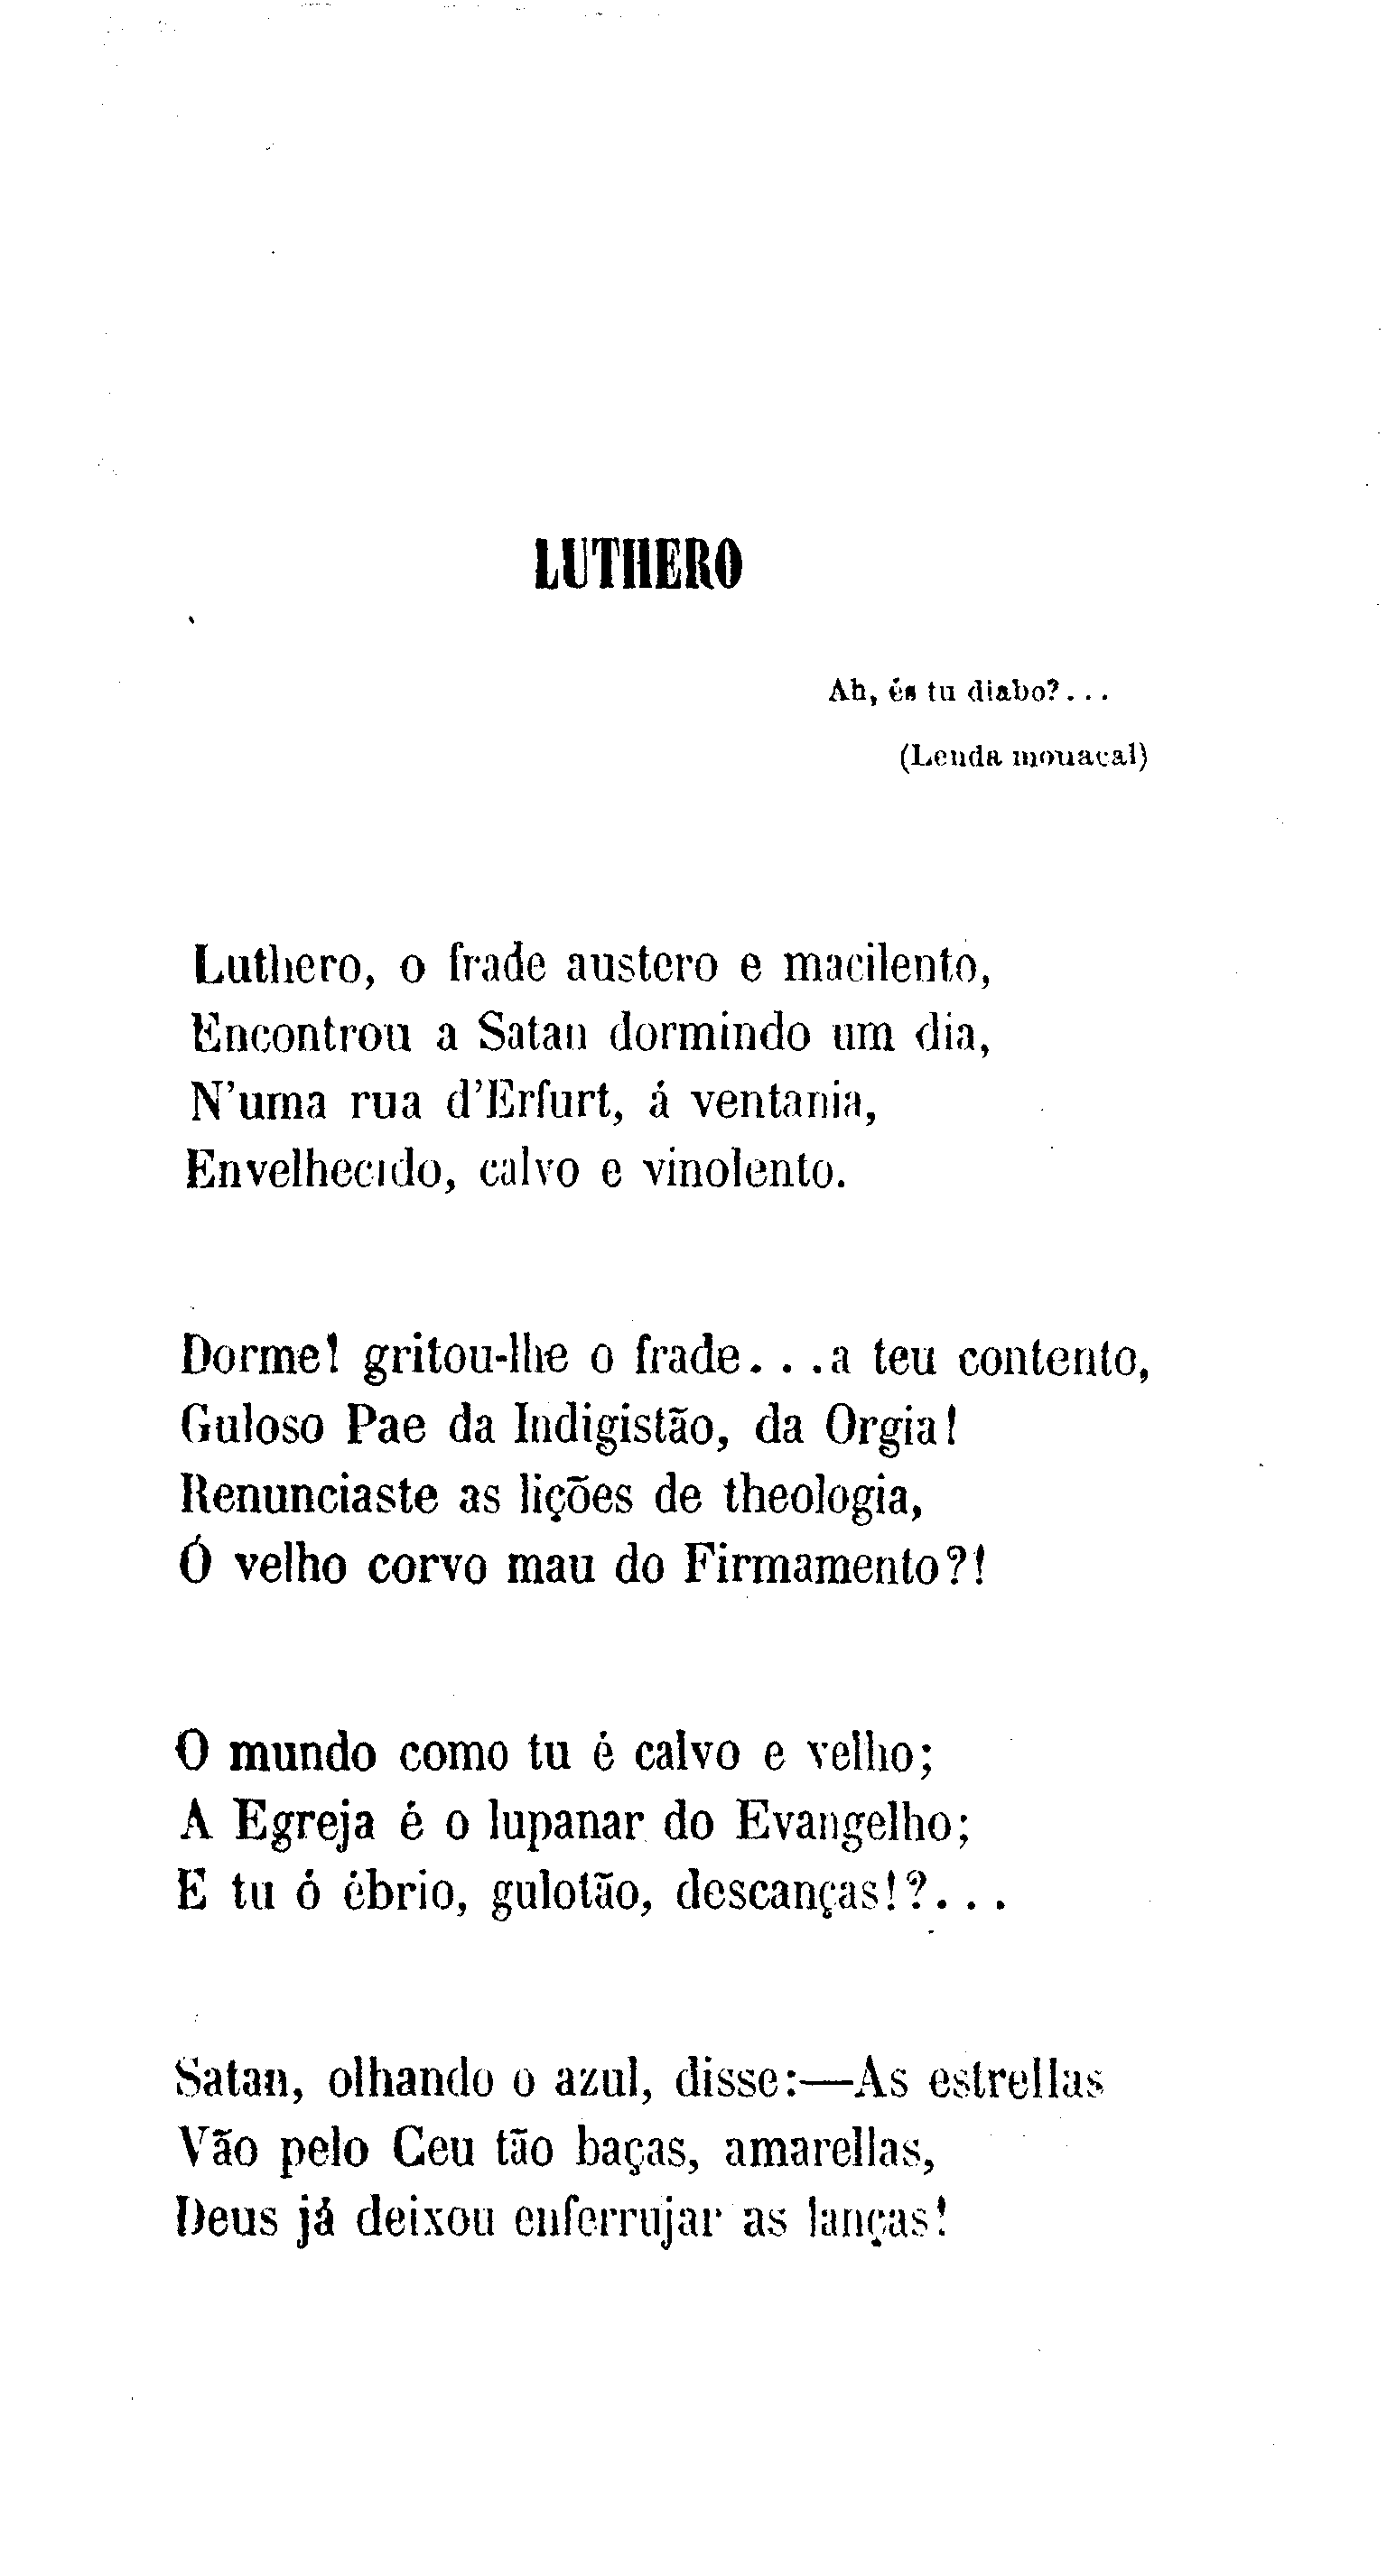 LUTHERO
Ah, és tu diabo?...
(Lenda monacal)
Luthero, o frade austero e macilento,
Encontrou a Satan dormindo um dia,
N'uma rua d'Erfurt, á ventania,
Envelhecido, calvo e vinolento.
Dorme! gritou-lhe o frade...a teu contento,
Guloso Pae da Indigistão, da Orgia!
Renunciaste as lições de theologia,
Ó velho corvo mau do Firmamento?!
O mundo como tu é calvo e velho;
A Egreja é o lupanar do Evangelho;
E tu ó ébrio, gulotão, descanças!?...
Satan, olhando o azul, disse:—As estrellas
Vão pelo Ceu tão baças, amarellas,
Deus já deixou enferrujar as lanças!